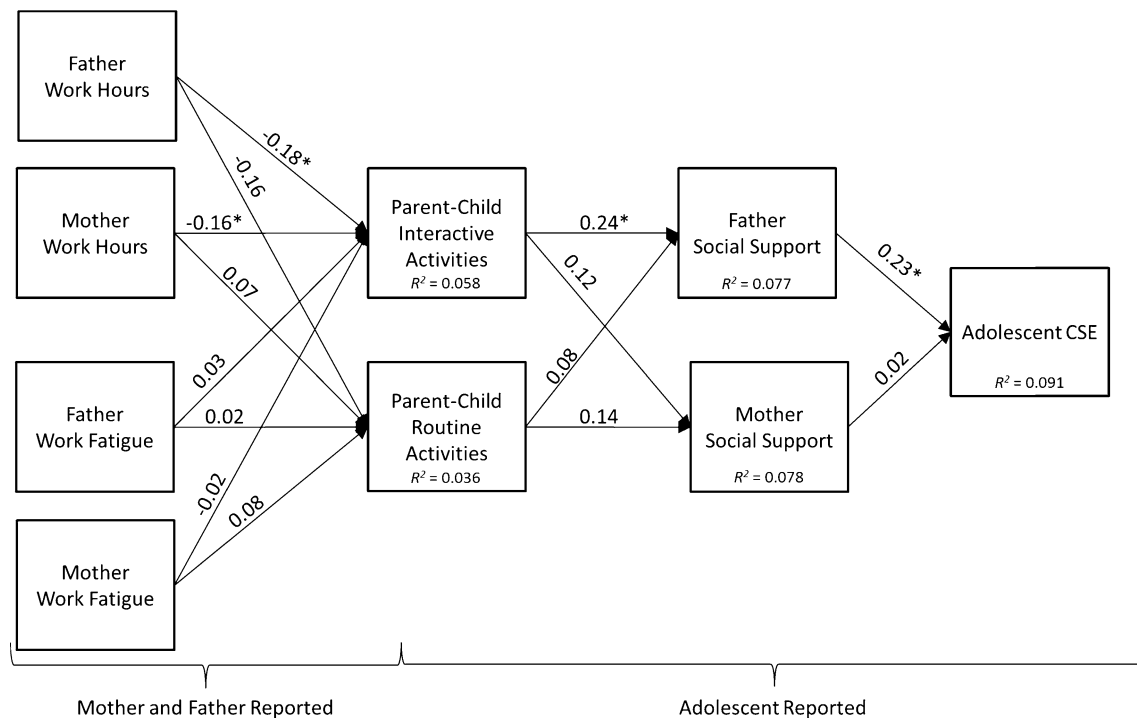 Father
Work Hours
-0.18*
-0.16
Mother
Work Hours
-0.16*
0.07
Parent-Child
Interactive
Activities
R² = 0.058
0.24*
0.12
Father
Social Support
R² = 0.077
0.23*
Adolescent CSE
R² = 0.091
Father
Work Fatigue
0.03
0.02
Parent-Child
Routine
Activities
R² = 0.036
0.08
0.14
Mother
Social Support
R² = 0.078
0.02
Mother
Work Fatigue
-0.02
0.08
Mother and Father Reported
Adolescent Reported